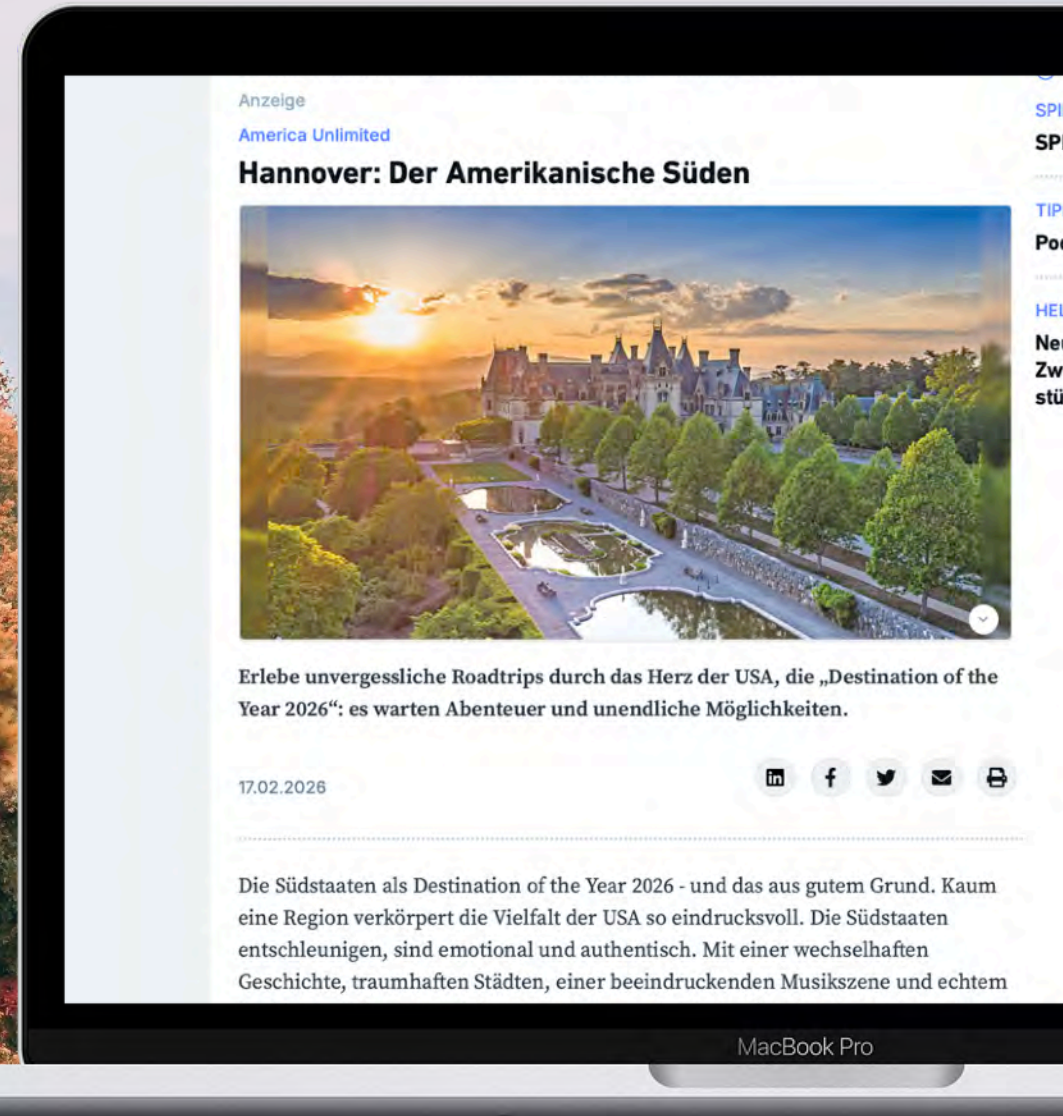 Anzeige
America Unlimited
Hannover: Der Amerikanische Süden
Erlebe unvergessliche Roadtrips durch das Herz der USA, die „Destination of the
Year 2026“: es warten Abenteuer und unendliche Möglichkeiten.
17.02.2026
Die Südstaaten als Destination of the Year 2026 - und das aus gutem Grund. Kaum
eine Region verkörpert die Vielfalt der USA so eindrucksvoll. Die Südstaaten
entschleunigen, sind emotional und authentisch. Mit einer wechselhaften
Geschichte, traumhaften Städten, einer beeindruckenden Musikszene und echtem
MacBook Pro